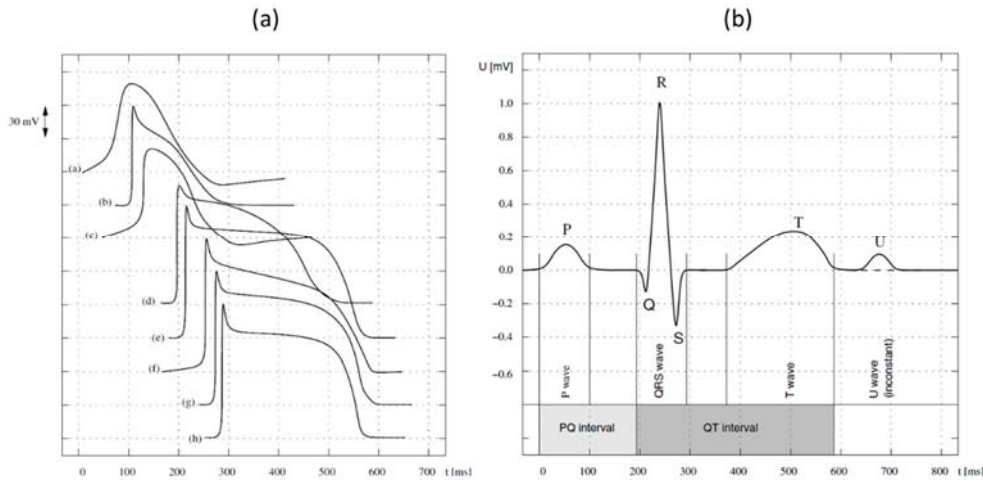 (a)
30 mV
(a)
(b)
(c)
(d)
(e)
(f)
(g)
(h)
0 100 200 300 400 500 600 700 t [ms]
(b)
U [mV]
1.0
0.8
0.6
0.4
0.2
0.0
−0.2
−0.4
−0.6
R
P
T
U
Q
S
P wave
QRS wave
T wave
U wave
(inconstant)
PQ interval
QT interval
0 100 200 300 400 500 600 700 800 t [ms]